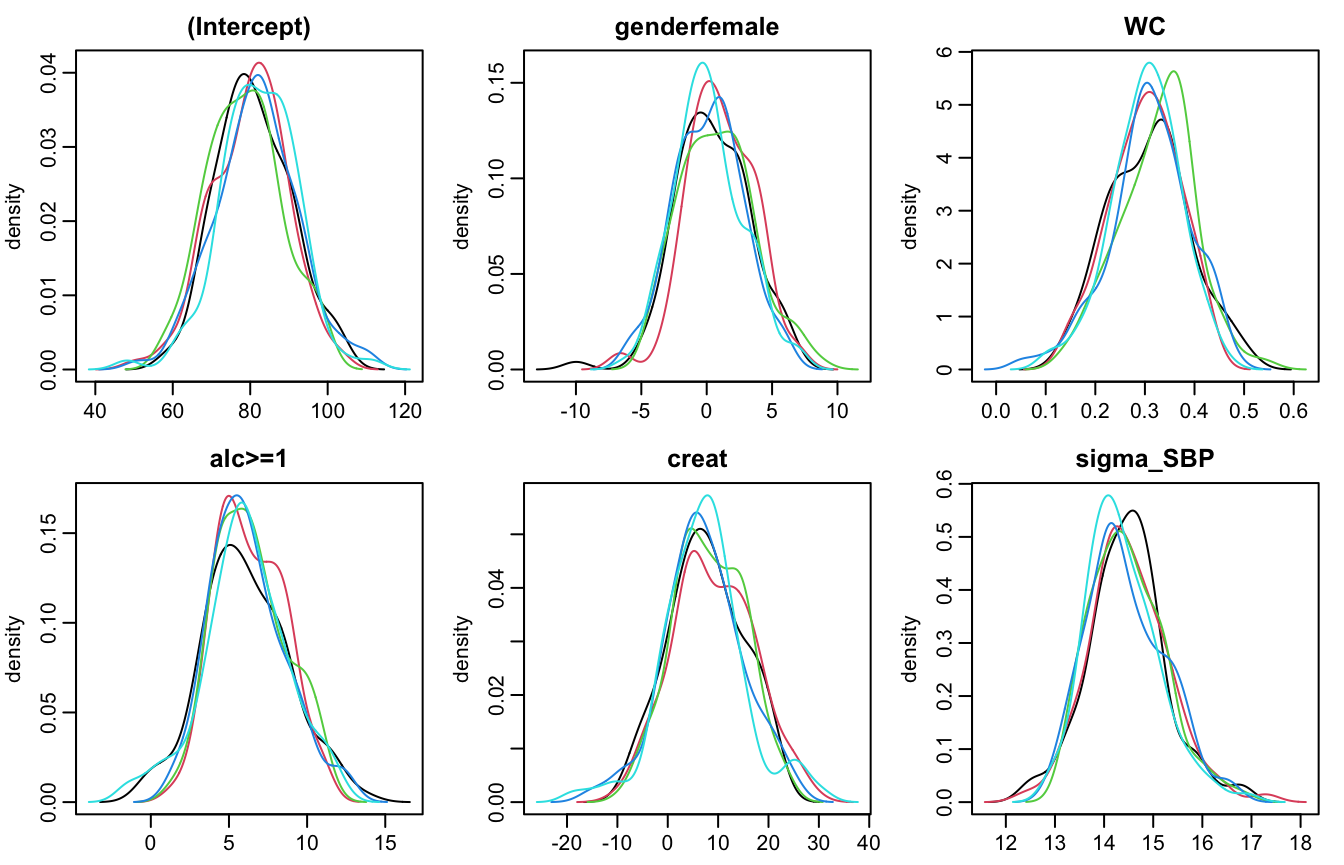 (Intercept)
density
0.00 0.01 0.02 0.03 0.04
40 60 80 100 120
genderfemale
density
0.00 0.05 0.10 0.15
-10 -5 0 5 10
WC
density
0 1 2 3 4 5 6
0.0 0.1 0.2 0.3 0.4 0.5 0.6
alc>=1
density
0.00 0.05 0.10 0.15
0 5 10 15
creat
density
0.00 0.02 0.04
-20 -10 0 10 20 30 40
sigma_SBP
density
0.0 0.1 0.2 0.3 0.4 0.5 0.6
12 13 14 15 16 17 18